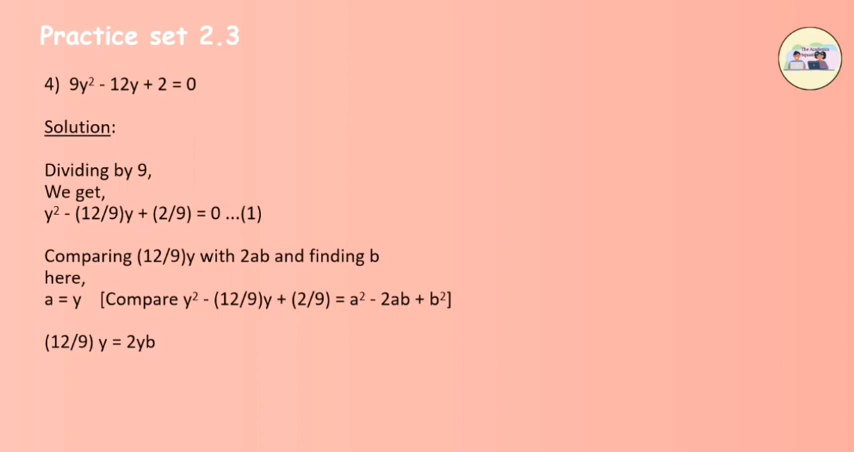 Practice set 2.3
4) 9y² - 12y + 2 = 0
Solution:
Dividing by 9,
We get,
y² - (12/9)y + (2/9) = 0 ...(1)
Comparing (12/9)y with 2ab and finding b
here,
a = y [Compare y² - (12/9)y + (2/9) = a² - 2ab + b²]
(12/9) y = 2yb